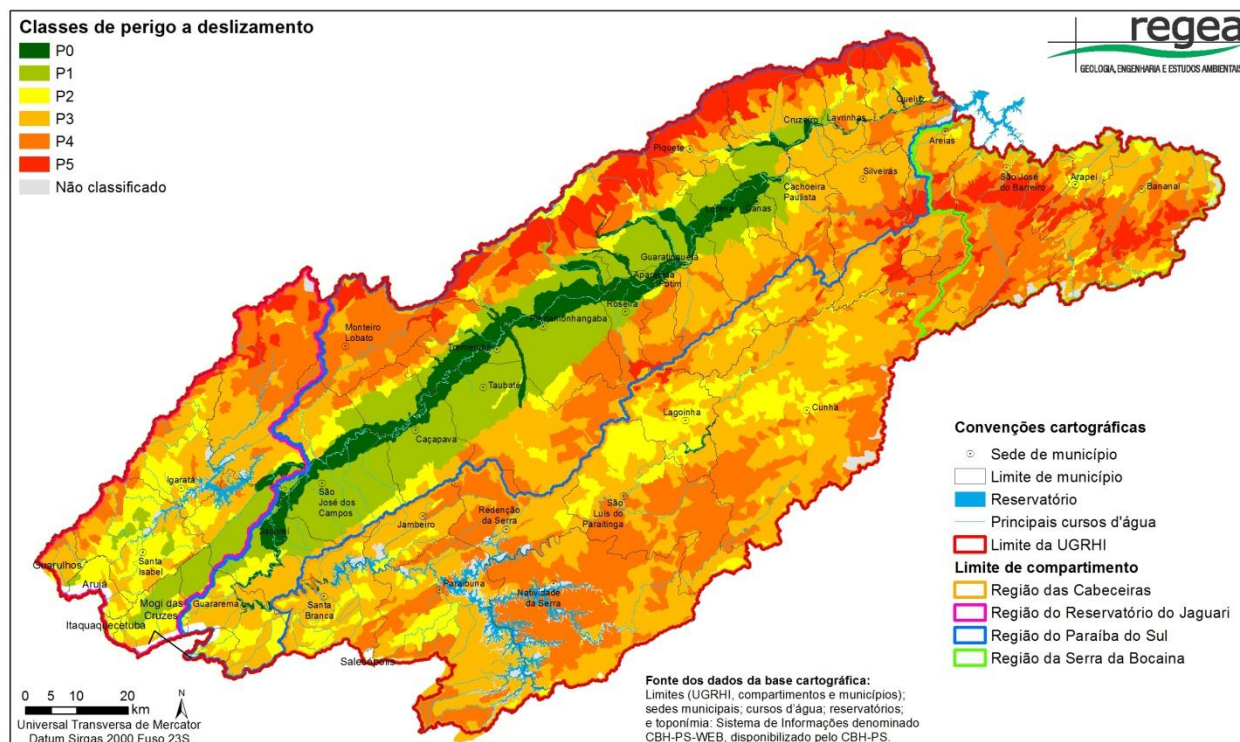 Classes de perigo a deslizamento
P0
P1
P2
P3
P4
P5
Não classificado
regea
GEOLOGIA, ENGENHARIA E ESTUDOS AMBIENTAIS
Queluz
Cruzeiro
Lavrinhas
Areias
Piquete
Silveiras
São José
do Barreiro
Arapeí
Bananal
Cachoeira
Paulista
Lorena
Canas
Guaratinguetá
Aparecida
Potim
Roseira
Pindamonhangaba
Monteiro
Lobato
Tremembé
Taubaté
Lagoinha
Cunha
Caçapava
Igaratá
São
José dos
Campos
Jacareí
Jambeiro
Redenção
da Serra
São
Luís do
Paraitinga
Santa
Isabel
Guarulhos
Arujá
Mogi das
Cruzes
Itaquaquecetuba
Guararema
Santa
Branca
Paraibuna
Natividade
da Serra
Salesópolis
Convenções cartográficas
Sede de município
Limite de município
Reservatório
Principais cursos d'água
Limite da UGRHI
Limite de compartimento
Região das Cabeceiras
Região do Reservatório do Jaguari
Região do Paraíba do Sul
Região da Serra da Bocaina
0 5 10 20
km
N
Universal Transversa de Mercator
Datum Sirgas 2000 Fuso 23S
Fonte dos dados da base cartográfica:
Limites (UGRHI, compartimentos e municípios);
sedes municipais; cursos d'água; reservatórios;
e toponímia: Sistema de Informações denominado
CBH-PS-WEB, disponibilizado pelo CBH-PS.